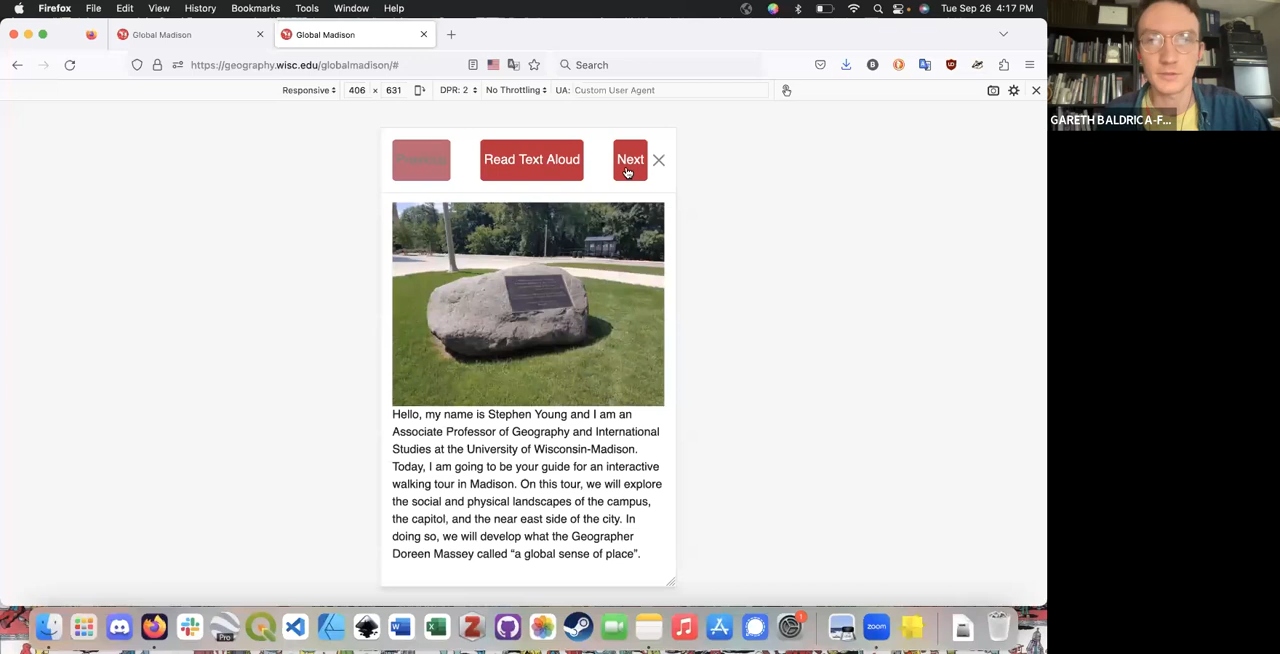 Firefox File Edit View History Bookmarks Tools Window Help Tue Sep 26 4:17 PM
Global Madison Global Madison
https://geography.wisc.edu/globalmadison/# Search
Responsive 406 × 631 DPR: 2 No Throttling UA: Custom User Agent
GARETH BALDRICA-F...
Previous Read Text Aloud Next
Hello, my name is Stephen Young and I am an
Associate Professor of Geography and International
Studies at the University of Wisconsin-Madison.
Today, I am going to be your guide for an interactive
walking tour in Madison. On this tour, we will explore
the social and physical landscapes of the campus,
the capitol, and the near east side of the city. In
doing so, we will develop what the Geographer
Doreen Massey called “a global sense of place”.
Pro
zoom
1